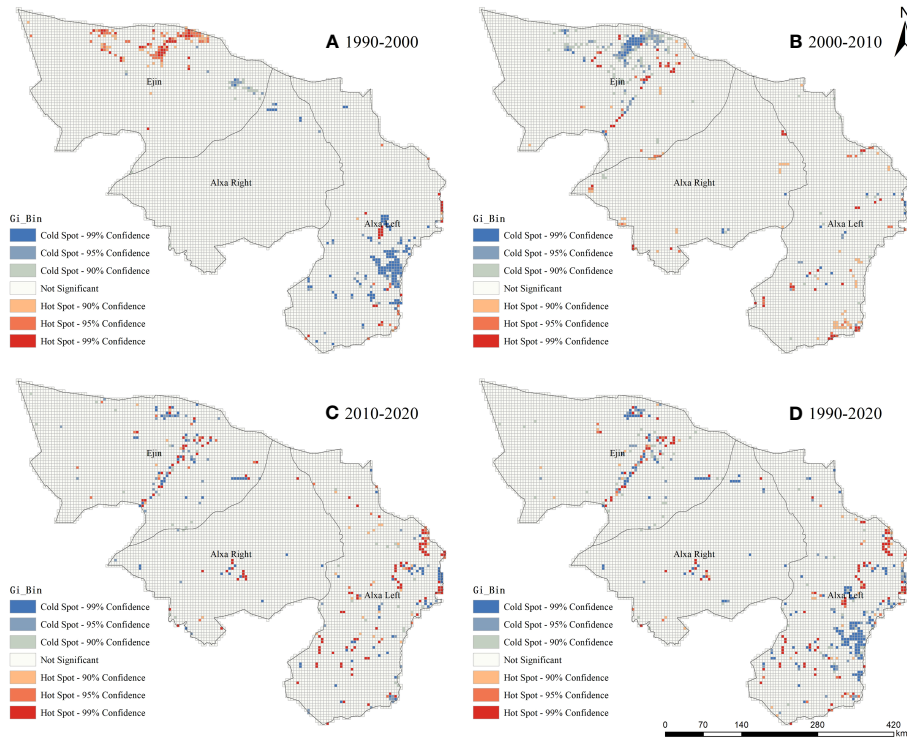 A 1990-2000
Ejin
Alxa Right
Alxa Left
Gi_Bin
Cold Spot - 99% Confidence
Cold Spot - 95% Confidence
Cold Spot - 90% Confidence
Not Significant
Hot Spot - 90% Confidence
Hot Spot - 95% Confidence
Hot Spot - 99% Confidence
N
B 2000-2010
Ejin
Alxa Right
Alxa Left
Gi_Bin
Cold Spot - 99% Confidence
Cold Spot - 95% Confidence
Cold Spot - 90% Confidence
Not Significant
Hot Spot - 90% Confidence
Hot Spot - 95% Confidence
Hot Spot - 99% Confidence
C 2010-2020
Ejin
Alxa Right
Alxa Left
Gi_Bin
Cold Spot - 99% Confidence
Cold Spot - 95% Confidence
Cold Spot - 90% Confidence
Not Significant
Hot Spot - 90% Confidence
Hot Spot - 95% Confidence
Hot Spot - 99% Confidence
D 1990-2020
Ejin
Alxa Right
Alxa Left
Gi_Bin
Cold Spot - 99% Confidence
Cold Spot - 95% Confidence
Cold Spot - 90% Confidence
Not Significant
Hot Spot - 90% Confidence
Hot Spot - 95% Confidence
Hot Spot - 99% Confidence
0 70 140 280 420
km